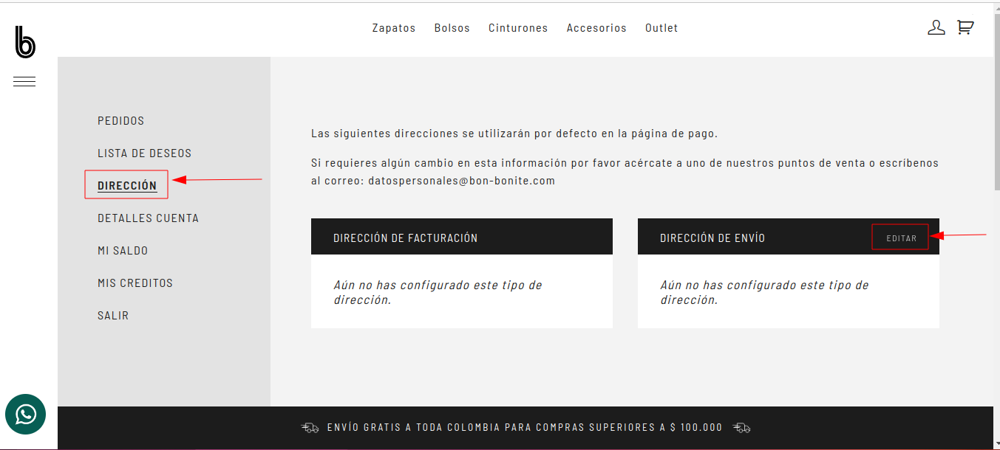 b
Zapatos Bolsos Cinturones Accesorios Outlet
PEDIDOS
LISTA DE DESEOS
DIRECCIÓN
DETALLES CUENTA
MI SALDO
MIS CREDITOS
SALIR
Las siguientes direcciones se utilizarán por defecto en la página de pago.
Si requieres algún cambio en esta información por favor acércate a uno de nuestros puntos de venta o escríbenos
al correo: datospersonales@bon-bonite.com
DIRECCIÓN DE FACTURACIÓN
Aún no has configurado este tipo de
dirección.
DIRECCIÓN DE ENVÍO EDITAR
Aún no has configurado este tipo de
dirección.
ENVÍO GRATIS A TODA COLOMBIA PARA COMPRAS SUPERIORES A $ 100.000